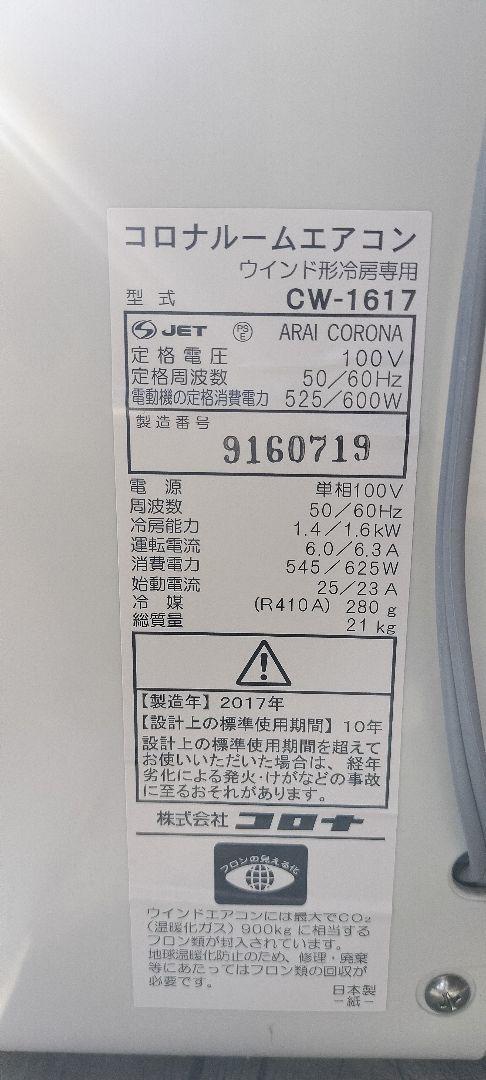 コロナルームエアコン
ウインド形冷房専用
型式 CW-1617
JET PSE ARAI CORONA
定格電圧 100V
定格周波数 50/60Hz
電動機の定格消費電力 525/600W
製造番号
9160719
電源 単相100V
周波数 50/60Hz
冷房能力 1.4/1.6kW
運転電流 6.0/6.3A
消費電力 545/625W
始動電流 25/23A
冷媒 (R410A) 280g
総質量 21kg
【製造年】2017年
【設計上の標準使用期間】10年
設計上の標準使用期間を超えて
お使いいただいた場合は、経年
劣化による発火・けがなどの事故
に至るおそれがあります。
株式会社 コロナ
フロンの見える化
ウインドエアコンには最大でCO₂
(温暖化ガス)900kgに相当する
フロン類が封入されています。
地球温暖化防止のため、修理・廃棄
等にあたってはフロン類の回収が
必要です。
日本製
-紙-